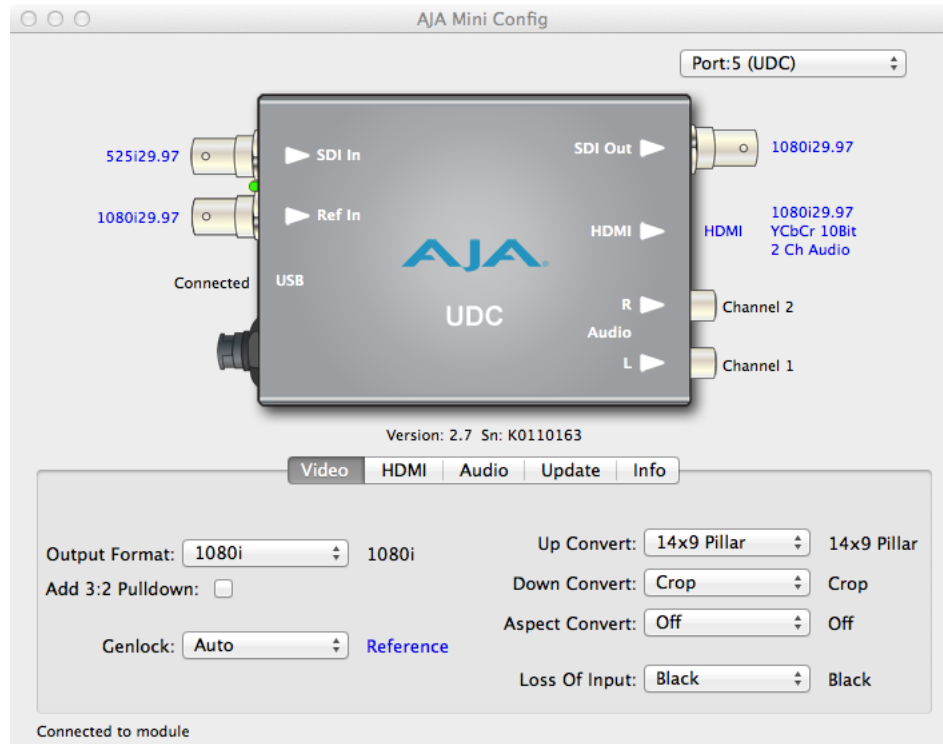 AJA Mini Config
Port:5 (UDC)
525i29.97
SDI In
SDI Out
1080i29.97
1080i29.97
Ref In
HDMI
HDMI
1080i29.97
YCbCr 10Bit
2 Ch Audio
AJA
Connected
USB
UDC
R
Channel 2
Audio
L
Channel 1
Version: 2.7 Sn: K0110163
Video HDMI Audio Update Info
Output Format: 1080i 1080i
Add 3:2 Pulldown:
Genlock: Auto Reference
Up Convert: 14x9 Pillar 14x9 Pillar
Down Convert: Crop Crop
Aspect Convert: Off Off
Loss Of Input: Black Black
Connected to module